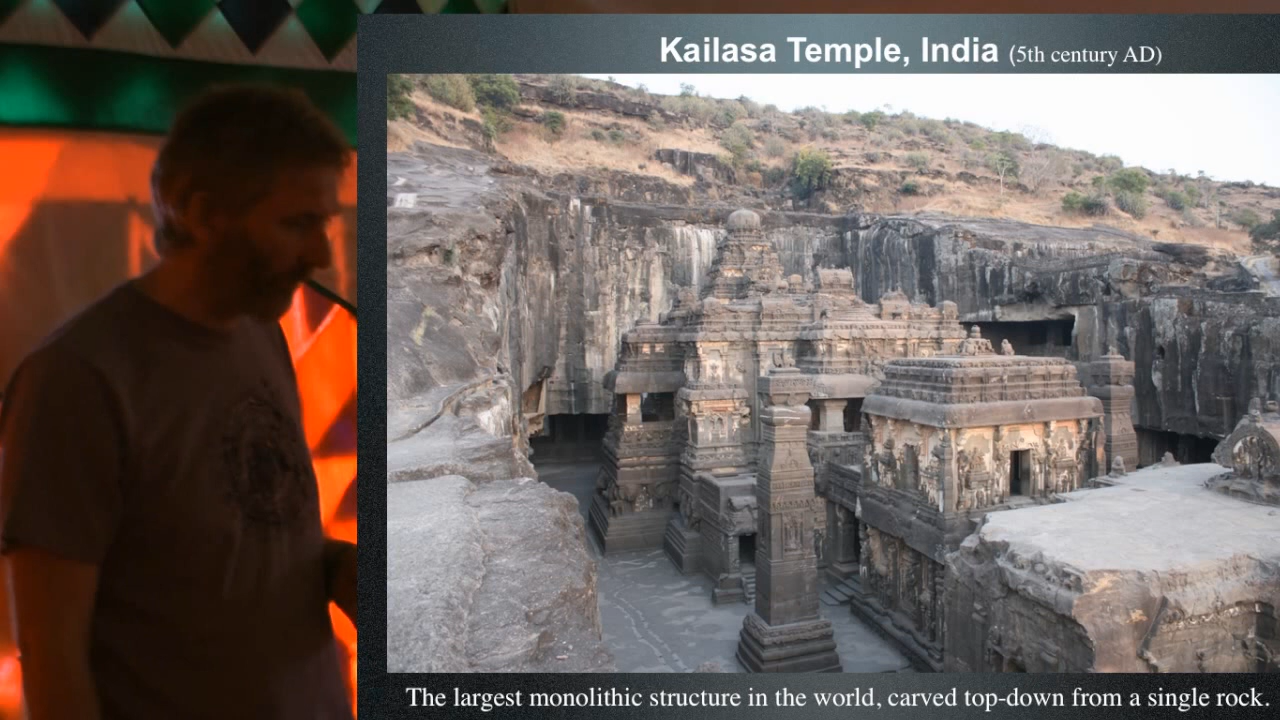 Kailasa Temple, India (5th century AD)
The largest monolithic structure in the world, carved top-down from a single rock.